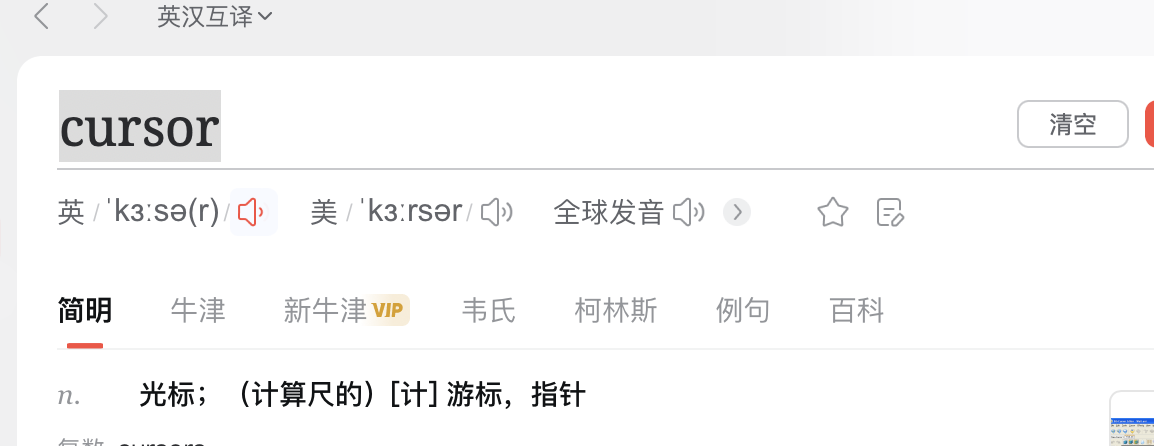 英汉互译
cursor
清空
英 / ˈkɜːsə(r) / 美 / ˈkɜːrsər / 全球发音
简明 牛津 新牛津 VIP 韦氏 柯林斯 例句 百科
n. 光标；（计算尺的）[计] 游标，指针
复数 cursors